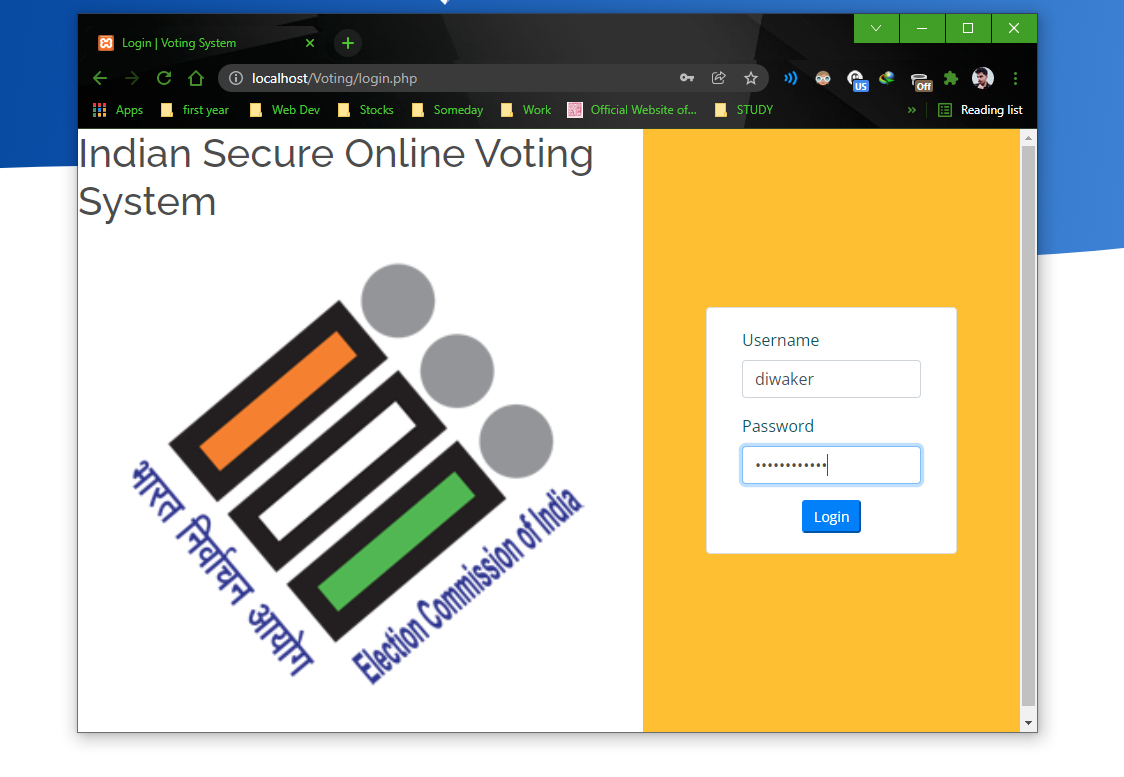 Login | Voting System
localhost/Voting/login.php
US
Off
Apps first year Web Dev Stocks Someday Work Official Website of... STUDY » Reading list
Indian Secure Online Voting
System
भारत निर्वाचन आयोग
Election Commission of India
Username
diwaker
Password
••••••••••••
Login